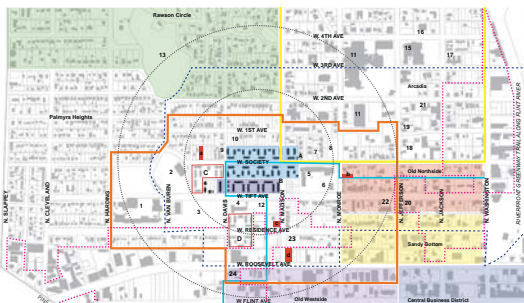 Rawson Circle
W. 4TH AVE
16
13
11
15
17
W. 3RD AVE
Arcadia
W. 2ND AVE
21
Palmyra Heights
11
W. 1ST AVE
19
10
9
7
8
18
A
W. SOCIETY
Old Northside
2
C
5
B
6
W. TIFT AVE
1
3
4
12
22
20
N. SLAPPEY
N. CLEVELAND
N. HARDING
N. VAN BUREN
N. DAVIS
N. MADISON
N. MONROE
N. JEFFERSON
N. JACKSON
N. WASHINGTON
W. RESIDENCE AVE
D
23
Sandy Bottom
d
W. ROOSEVELT AVE
24
W. FLINT AVE
Old Westside
Central Business District